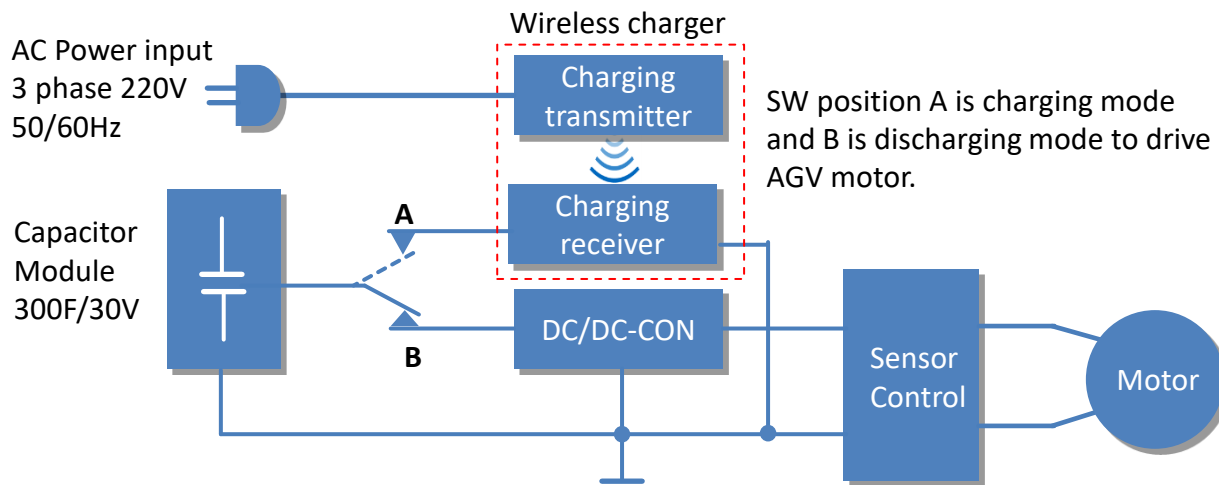 Wireless charger
AC Power input
3 phase 220V
50/60Hz
Charging
transmitter
SW position A is charging mode
and B is discharging mode to drive
AGV motor.
Capacitor
Module
300F/30V
A
Charging
receiver
B
DC/DC-CON
Sensor
Control
Motor